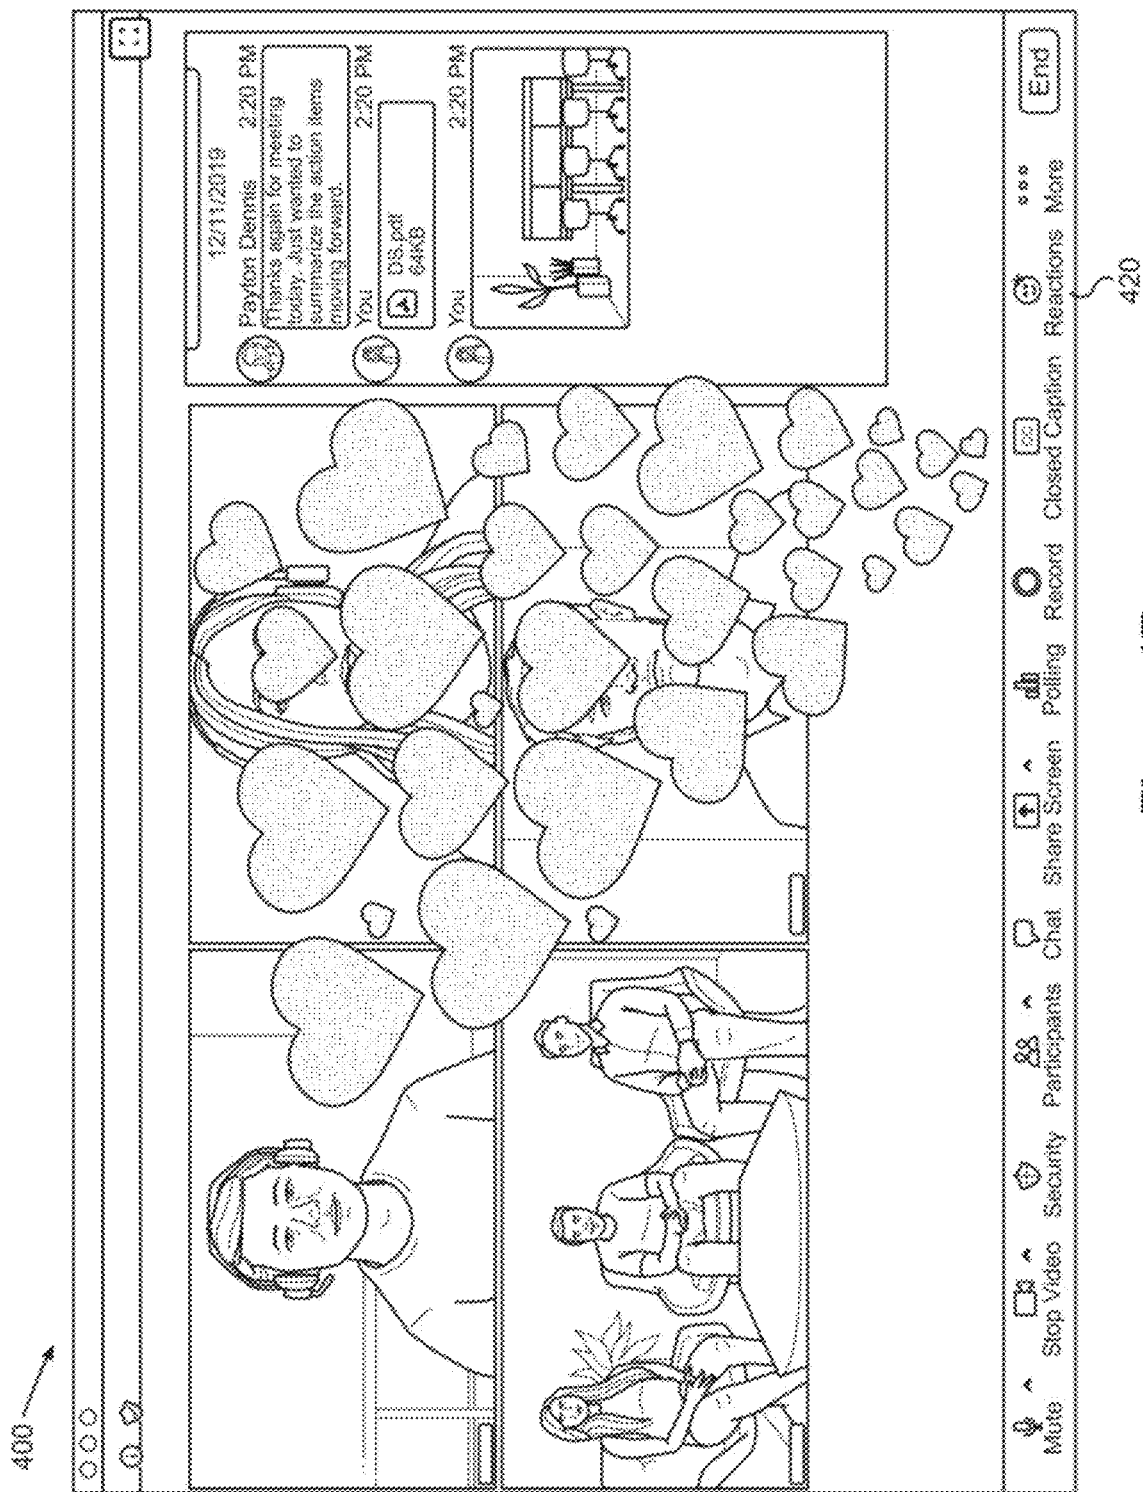 400
12/11/2019
Payton Dennis 2:20 PM
Thanks again for meeting
today. Just wanted to
summarize the action items
moving forward.
You 2:20 PM
DS.pdf
64KB
You 2:20 PM
Mute Stop Video Security Participants Chat Share Screen Polling Record Closed Caption Reactions More End
420